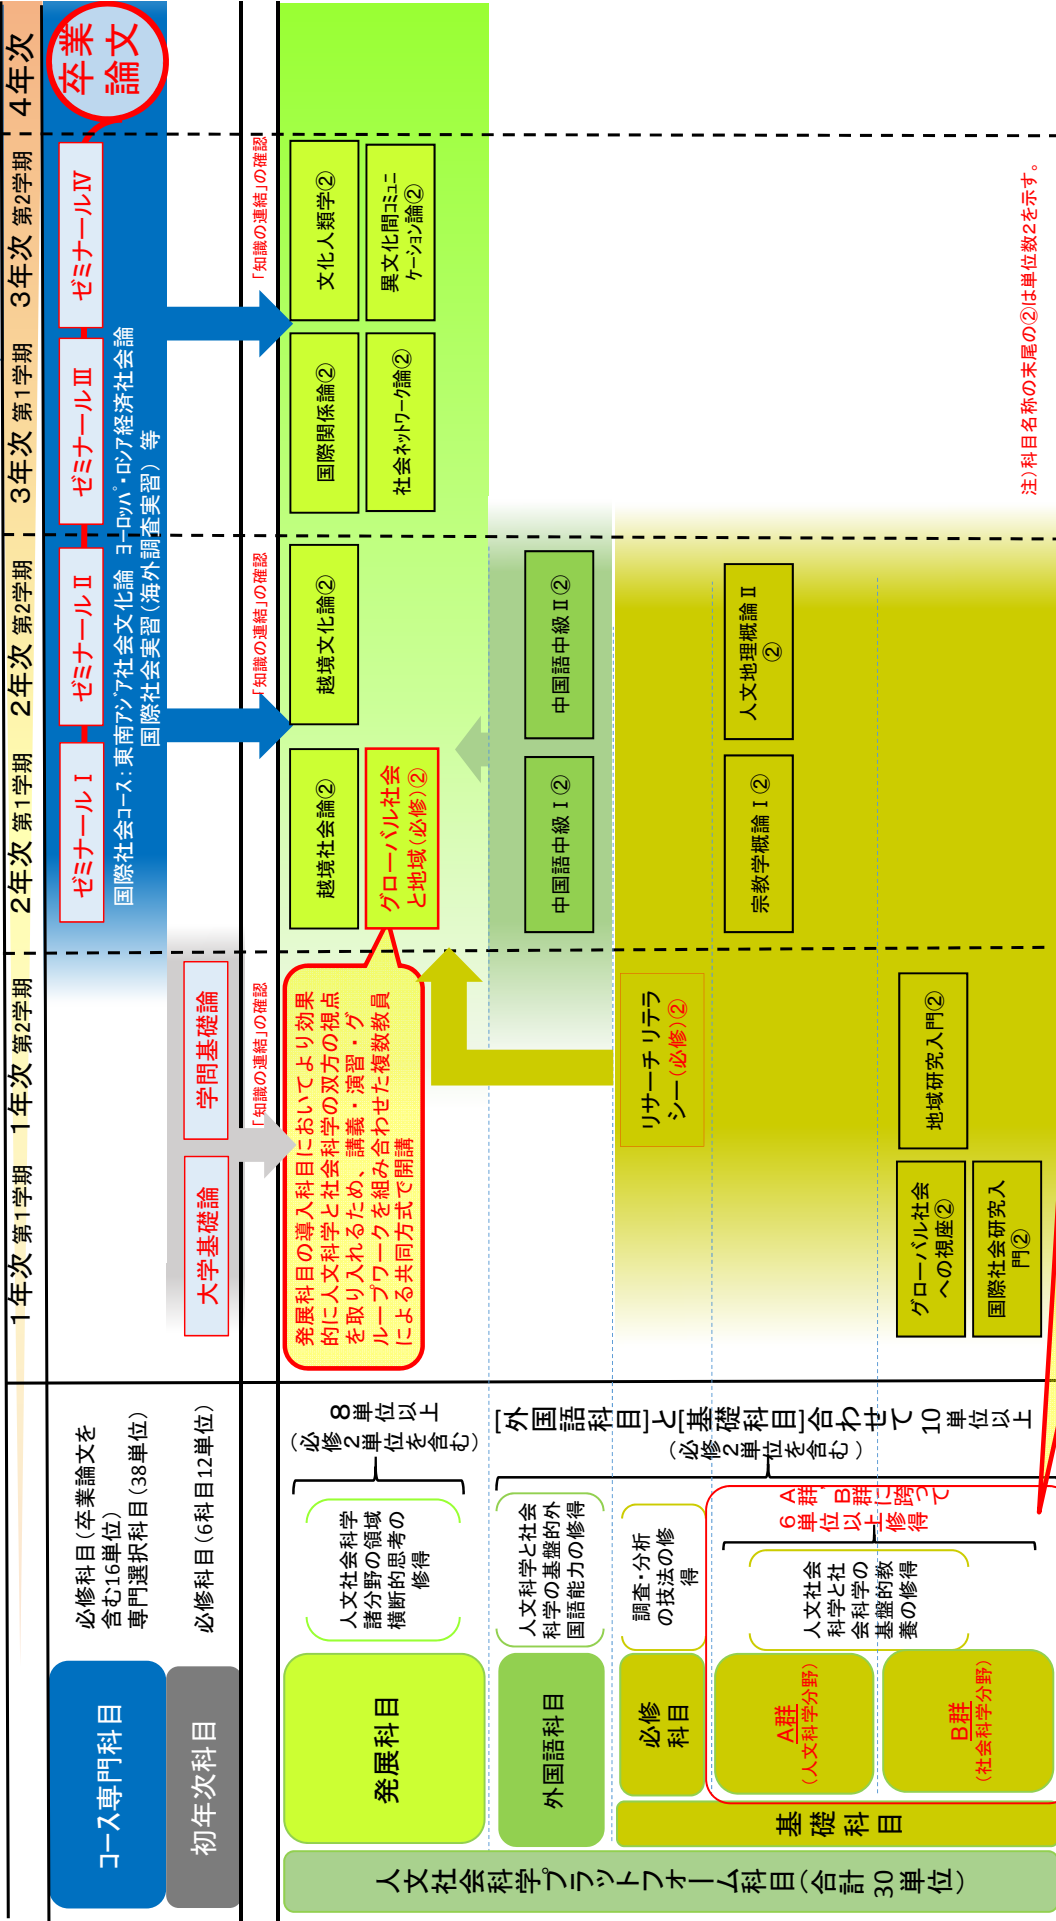 1年次 第1学期
1年次 第2学期
2年次 第1学期
2年次 第2学期
3年次 第1学期
3年次 第2学期
4年次
コース専門科目
必修科目(卒業論文を
含む16単位)
専門選択科目(38単位)
ゼミナールⅠ
ゼミナールⅡ
ゼミナールⅢ
ゼミナールⅣ
卒業
論文
国際社会コース:東南アジア社会文化論 ヨーロッパ・ロシア経済社会論
国際社会実習(海外調査実習) 等
初年次科目
必修科目(6科目12単位)
大学基礎論
学問基礎論
「知識の連結」の確認
「知識の連結」の確認
「知識の連結」の確認
人文社会科学プラットフォーム科目(合計30単位)
発展科目
人文社会科学
諸分野の領域
横断的思考の
修得
8単位以上
(必修2単位を含む)
発展科目の導入科目においてより効果
的に人文科学と社会科学の双方の視点
を取り入れるため、講義・演習・グ
ループワークを組み合わせた複数教員
による共同方式で開講
越境社会論②
グローバル社会
と地域(必修)②
越境文化論②
国際関係論②
社会ネットワーク論②
文化人類学②
異文化間コミュニ
ケーション論②
外国語科目
人文科学と社会
科学の基盤的外
国語能力の修得
[外国語科目]と[基礎科目]合わせて10単位以上
(必修2単位を含む)
中国語中級Ⅰ②
中国語中級Ⅱ②
基礎科目
必修
科目
調査・分析
の技法の修
得
リサーチ リテラ
シー(必修)②
A群
(人文科学分野)
B群
(社会科学分野)
人文社会
科学と社
会科学の
基盤的教
養の修得
A群、B群に跨って
6単位以上修得
宗教学概論Ⅰ②
人文地理概論Ⅱ
②
グローバル社会
への視座②
国際社会研究入
門②
地域研究入門②
注)科目名称の末尾の②は単位数2を示す。